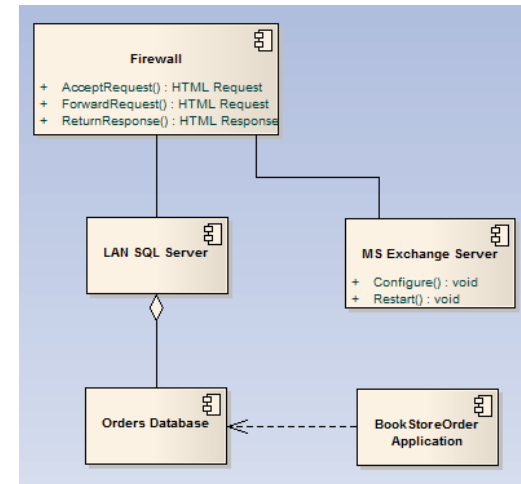 Firewall
+ AcceptRequest() : HTML Request
+ ForwardRequest() : HTML Request
+ ReturnResponse() : HTML Response
LAN SQL Server
MS Exchange Server
+ Configure() : void
+ Restart() : void
Orders Database
BookStoreOrder
Application